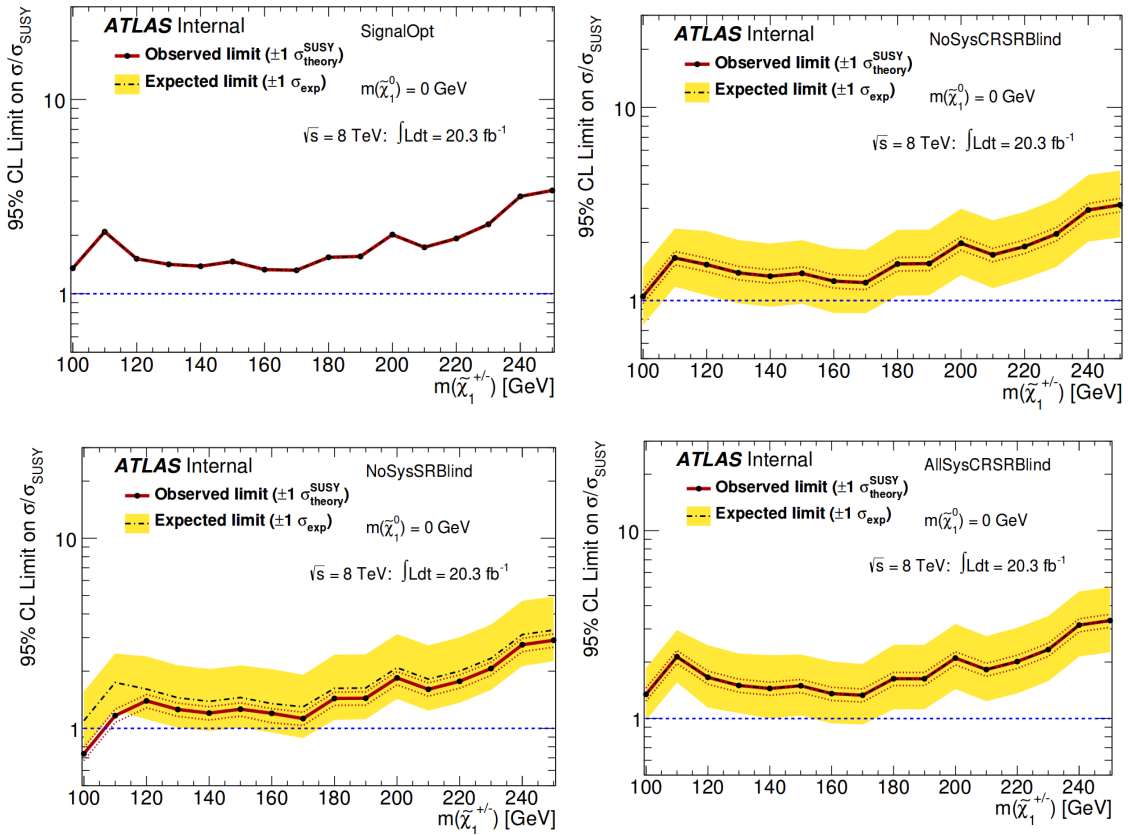 ATLAS Internal SignalOpt
Observed limit (±1 σ^SUSY_theory)
Expected limit (±1 σ_exp)
m(χ̃⁰₁) = 0 GeV
√s = 8 TeV: ∫Ldt = 20.3 fb⁻¹
95% CL Limit on σ/σ_SUSY
10
1
100 120 140 160 180 200 220 240
m(χ̃₁^+/-) [GeV]
ATLAS Internal NoSysCRSRBlind
Observed limit (±1 σ^SUSY_theory)
Expected limit (±1 σ_exp)
m(χ̃⁰₁) = 0 GeV
√s = 8 TeV: ∫Ldt = 20.3 fb⁻¹
95% CL Limit on σ/σ_SUSY
10
1
100 120 140 160 180 200 220 240
m(χ̃₁^+/-) [GeV]
ATLAS Internal NoSysSRBlind
Observed limit (±1 σ^SUSY_theory)
Expected limit (±1 σ_exp)
m(χ̃⁰₁) = 0 GeV
√s = 8 TeV: ∫Ldt = 20.3 fb⁻¹
95% CL Limit on σ/σ_SUSY
10
1
100 120 140 160 180 200 220 240
m(χ̃₁^+/-) [GeV]
ATLAS Internal AllSysCRSRBlind
Observed limit (±1 σ^SUSY_theory)
Expected limit (±1 σ_exp)
m(χ̃⁰₁) = 0 GeV
√s = 8 TeV: ∫Ldt = 20.3 fb⁻¹
95% CL Limit on σ/σ_SUSY
10
1
100 120 140 160 180 200 220 240
m(χ̃₁^+/-) [GeV]